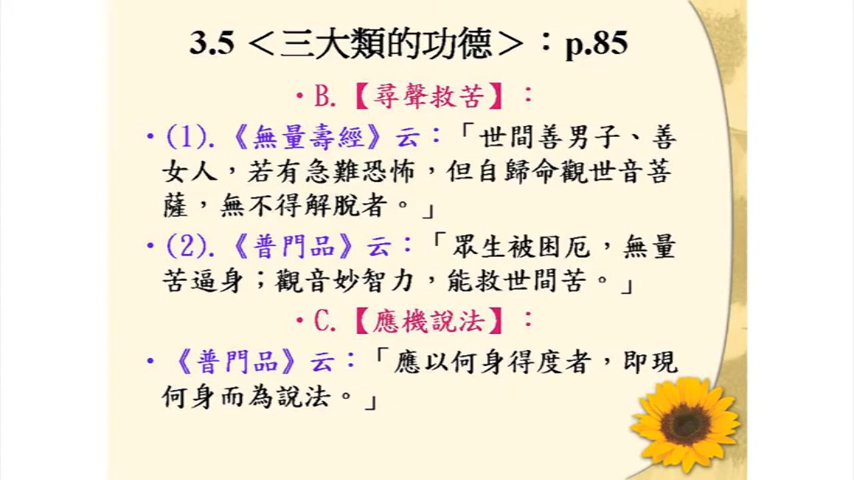 3.5＜三大類的功德＞：p.85
•B.【尋聲救苦】：
•(1).《無量壽經》云：「世間善男子、善
女人，若有急難恐怖，但自歸命觀世音菩
薩，無不得解脫者。」
•(2).《普門品》云：「眾生被困厄，無量
苦逼身；觀音妙智力，能救世間苦。」
•C.【應機說法】：
•《普門品》云：「應以何身得度者，即現
何身而為說法。」